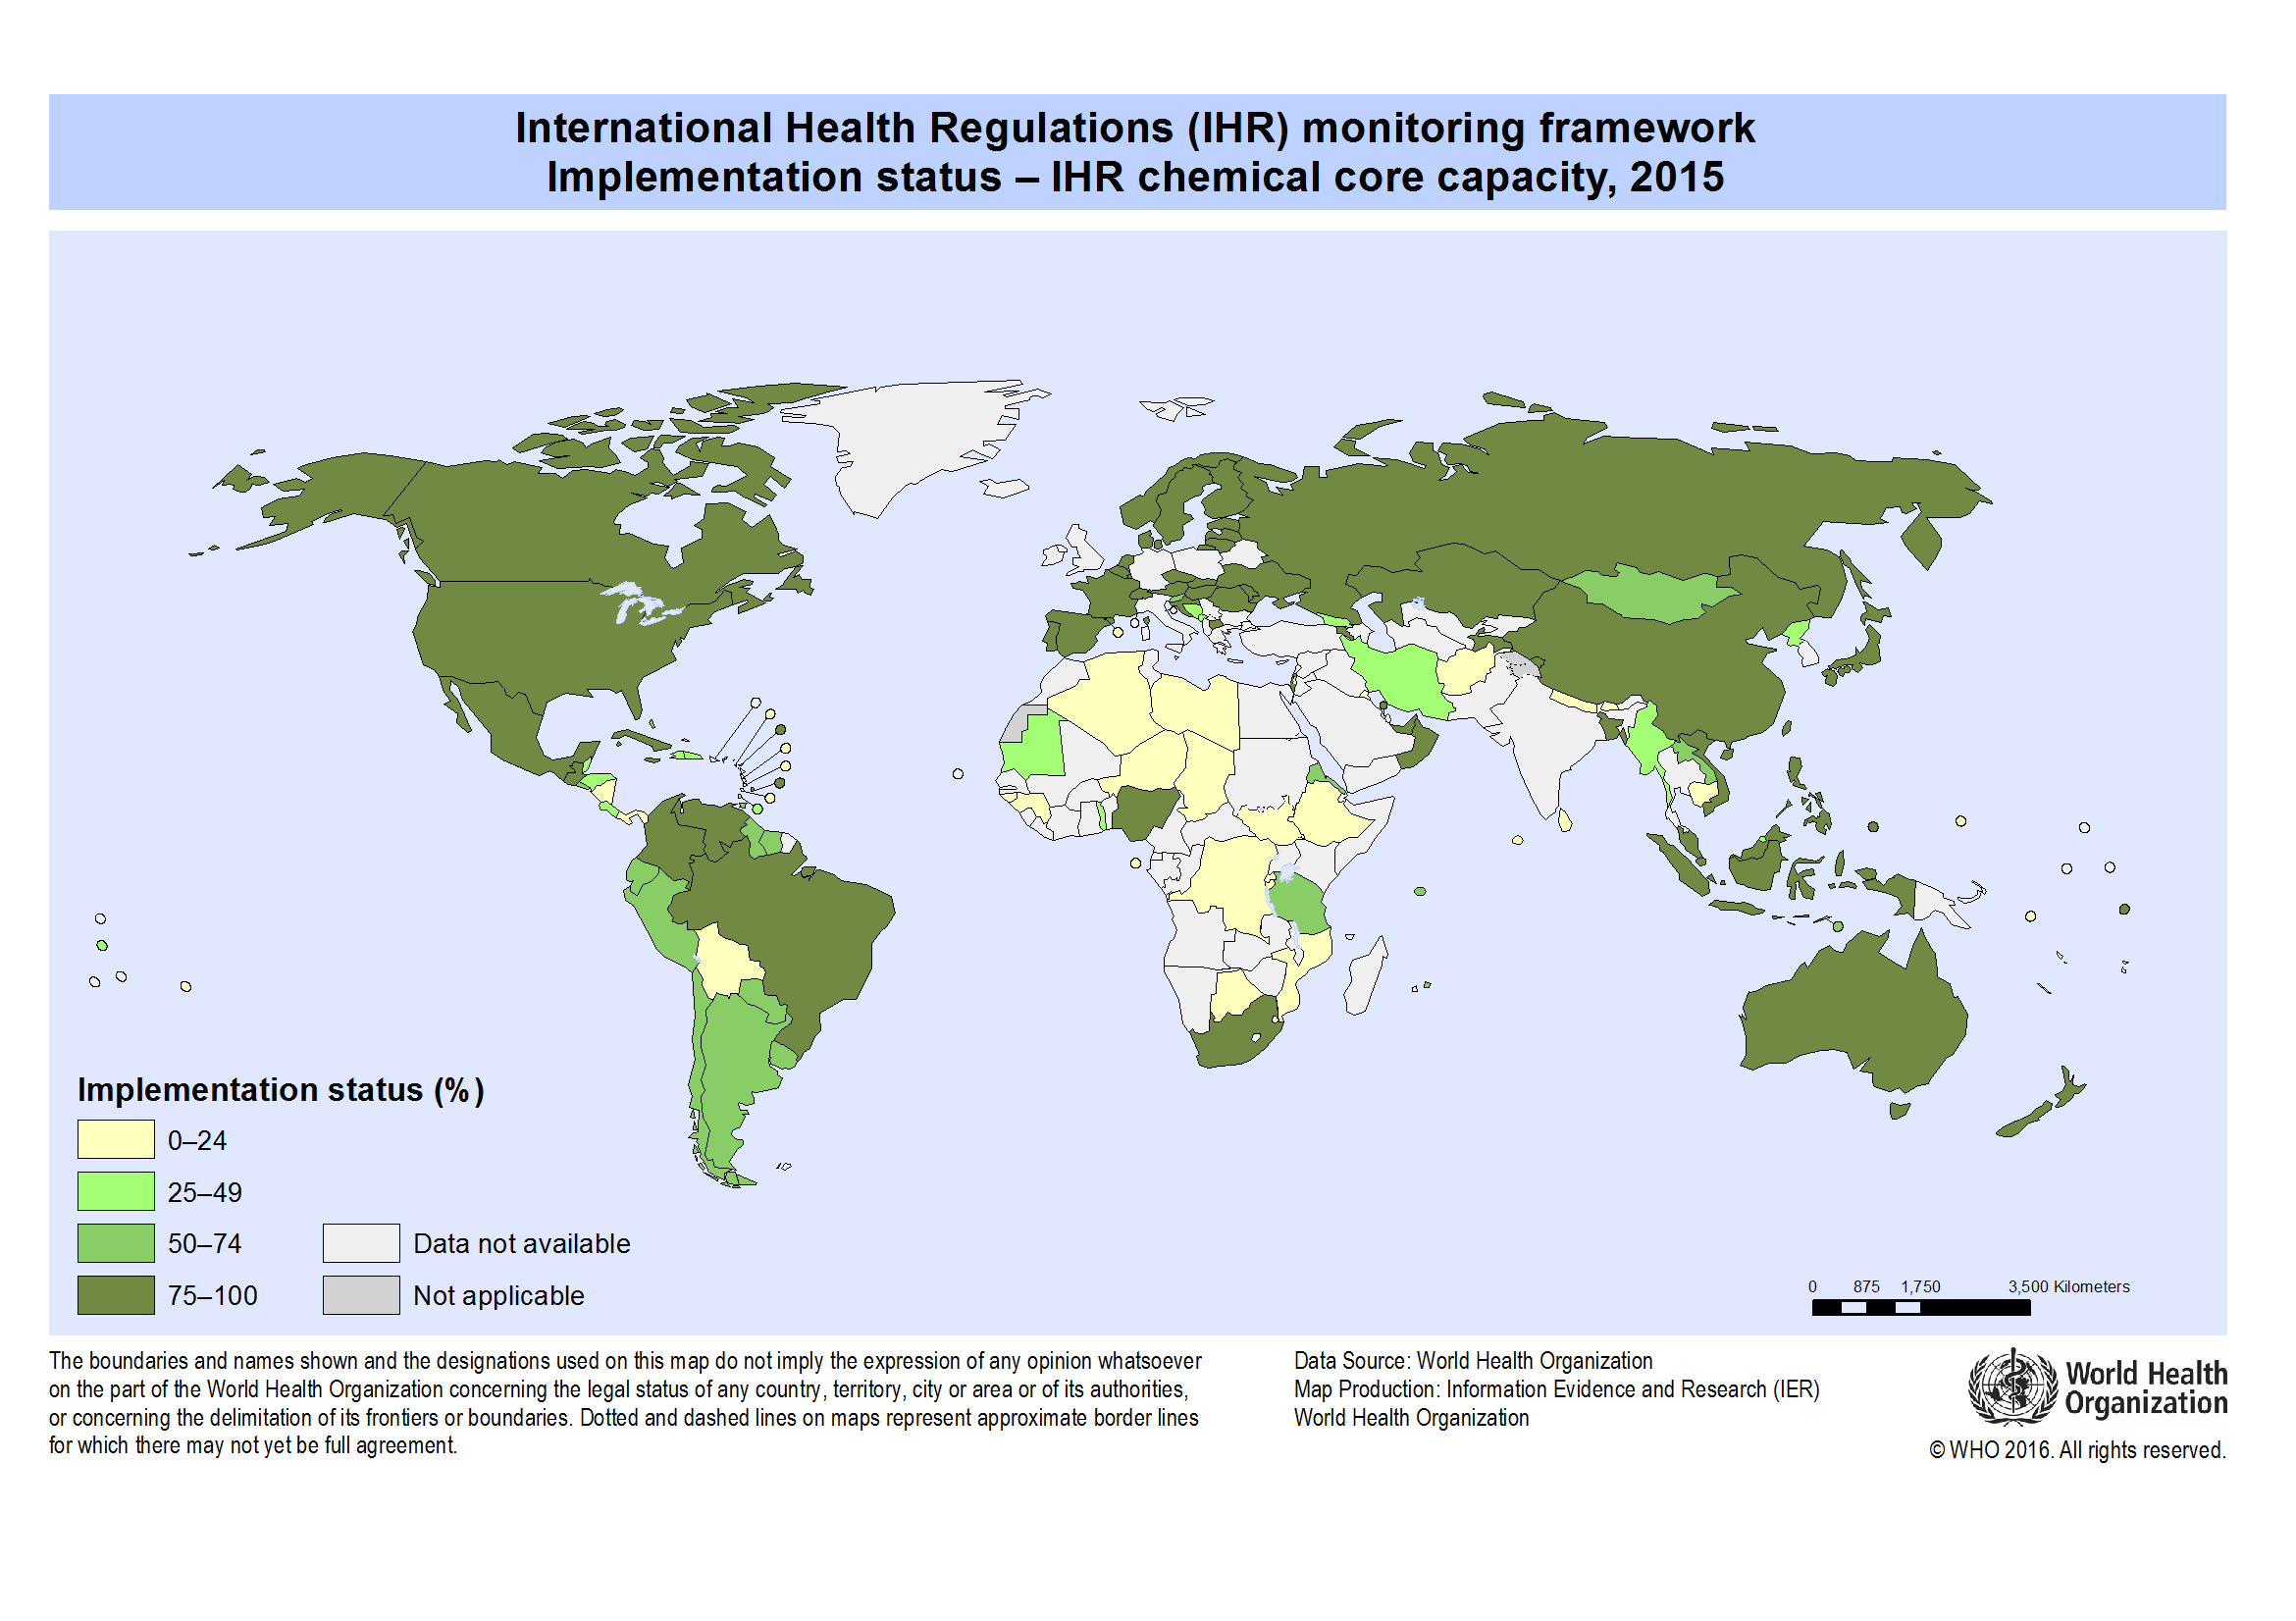 International Health Regulations (IHR) monitoring framework
Implementation status – IHR chemical core capacity, 2015
Implementation status (%)
0–24
25–49
50–74
75–100
Data not available
Not applicable
0 875 1,750 3,500 Kilometers
The boundaries and names shown and the designations used on this map do not imply the expression of any opinion whatsoever
on the part of the World Health Organization concerning the legal status of any country, territory, city or area or of its authorities,
or concerning the delimitation of its frontiers or boundaries. Dotted and dashed lines on maps represent approximate border lines
for which there may not yet be full agreement.
Data Source: World Health Organization
Map Production: Information Evidence and Research (IER)
World Health Organization
World Health
Organization
© WHO 2016. All rights reserved.